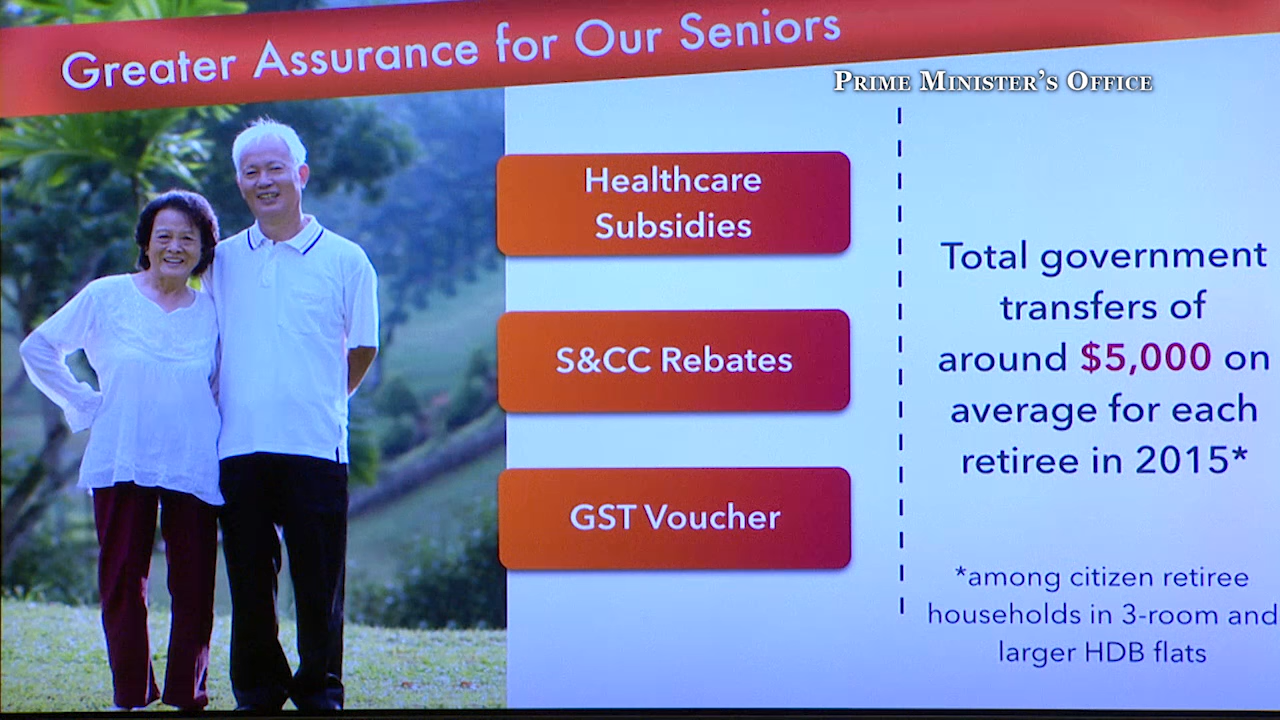 Greater Assurance for Our Seniors
PRIME MINISTER'S OFFICE
Healthcare
Subsidies
S&CC Rebates
GST Voucher
Total government
transfers of
around $5,000 on
average for each
retiree in 2015*
*among citizen retiree
households in 3-room and
larger HDB flats